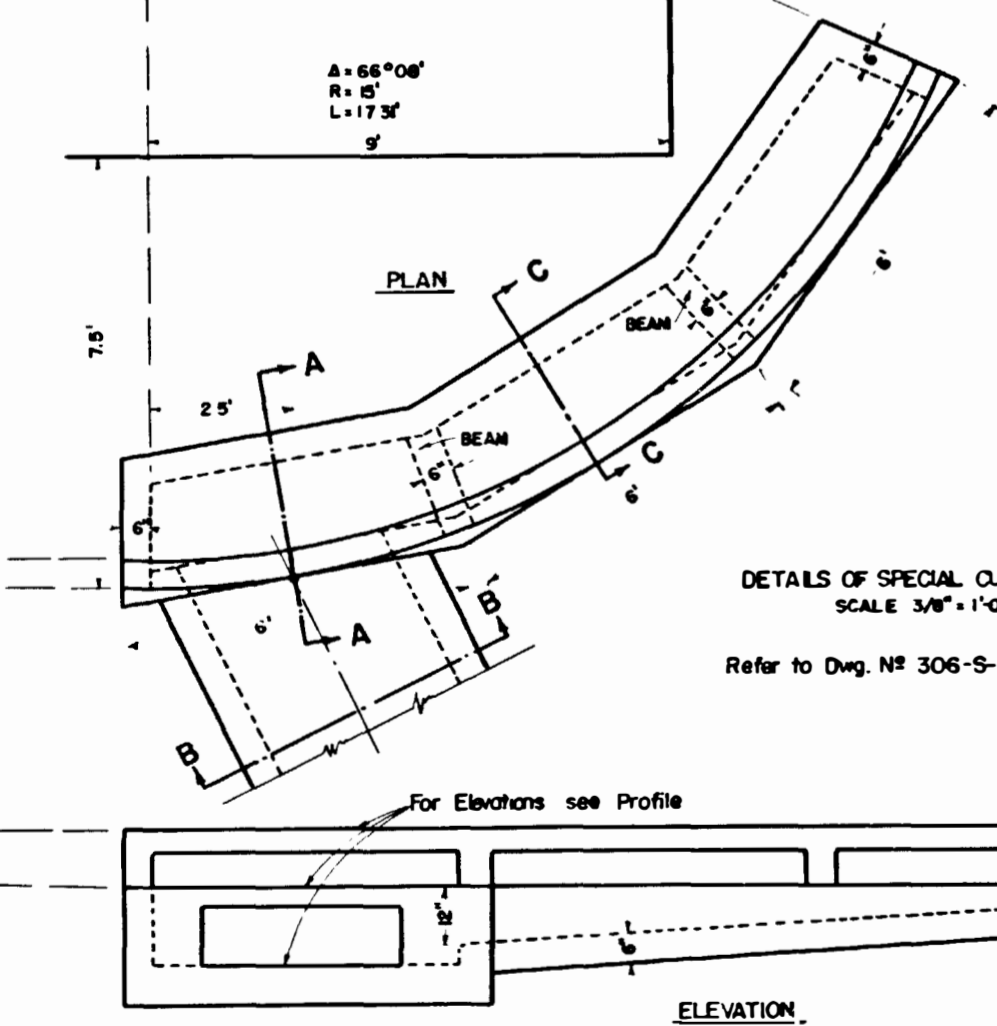 Δ = 66°08'
R = 15'
L = 17.31'
9'
6"
7.5'
PLAN
C
BEAM
6"
6'
A
2.5'
BEAM
6"
C
6'
6"
6'
A
B
B
DETAILS OF SPECIAL
SCALE 3/8" = 1'-0
Refer to Dwg. Nº 306-S-
For Elevations see Profile
12"
6"
ELEVATION